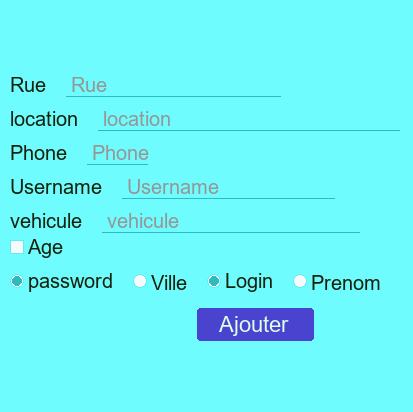 Rue Rue
location location
Phone Phone
Username Username
vehicule vehicule
Age
password Ville Login Prenom
Ajouter